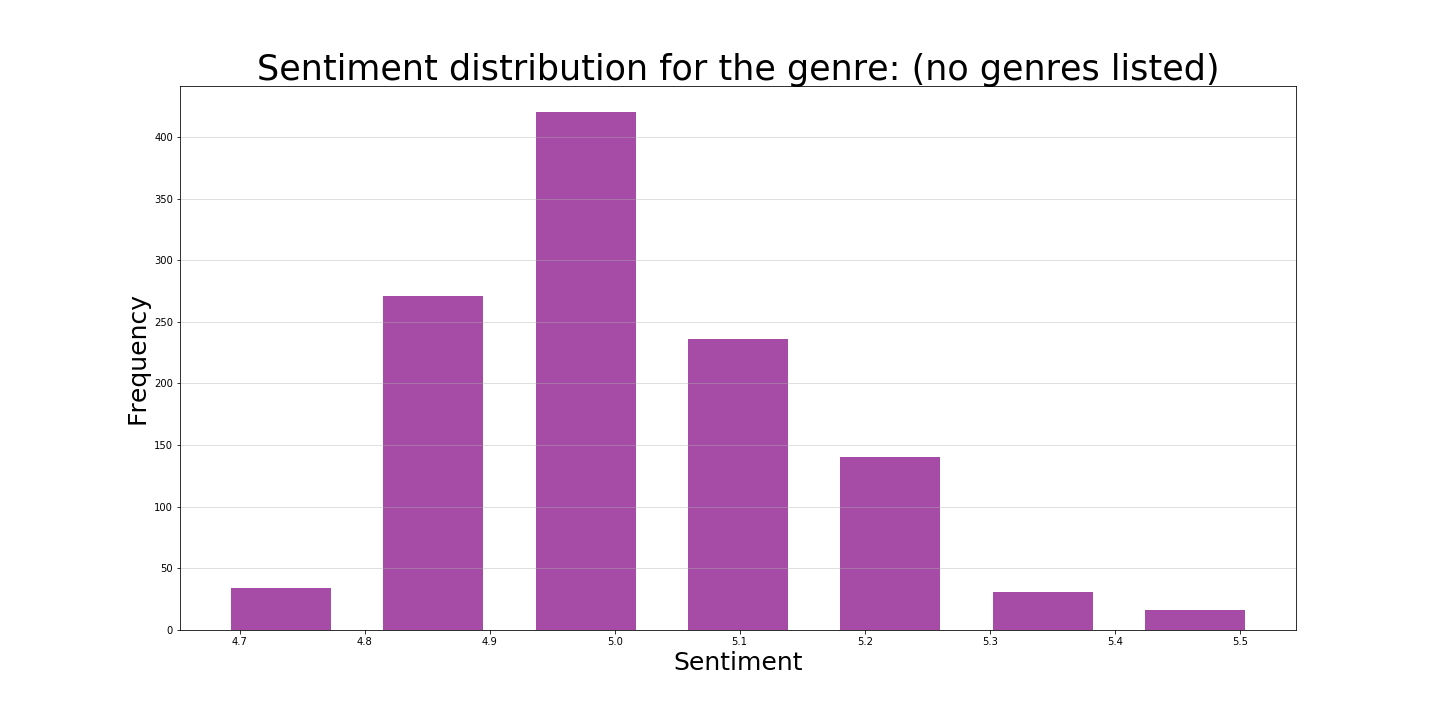 Sentiment distribution for the genre: (no genres listed)
400
350
300
250
200
150
100
50
0
Frequency
4.7 4.8 4.9 5.0 5.1 5.2 5.3 5.4 5.5
Sentiment